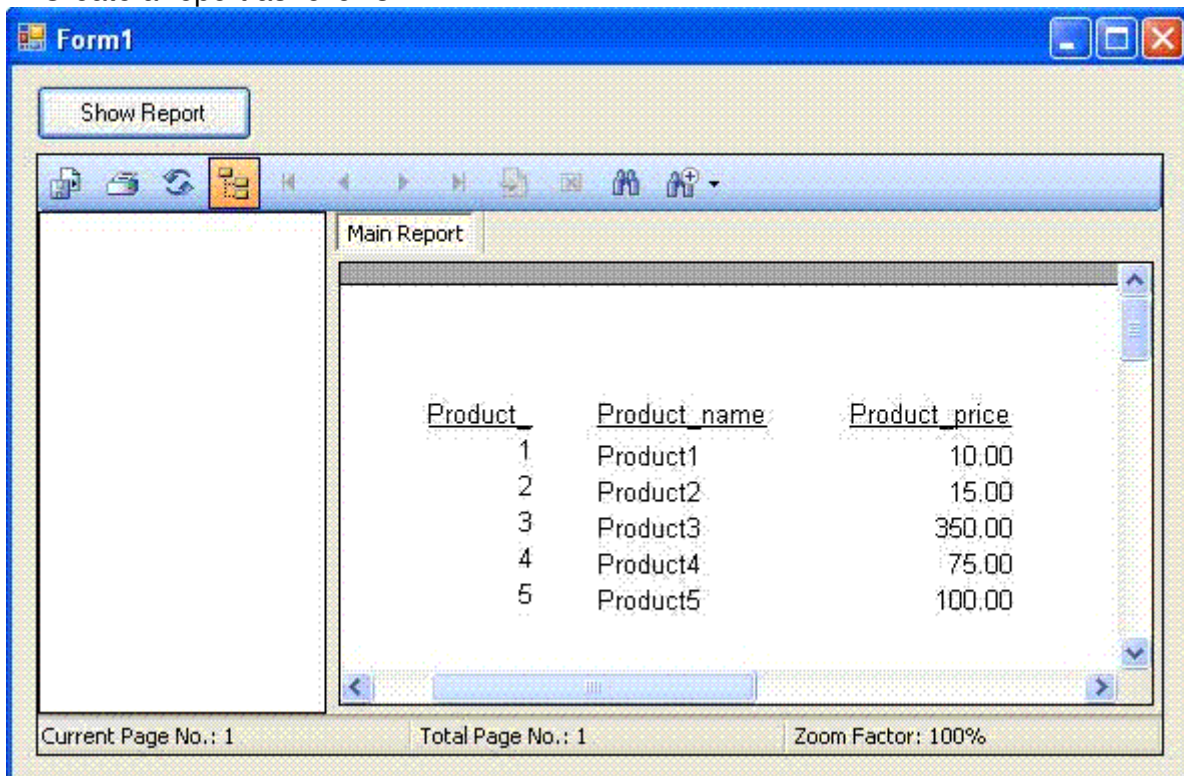 Form1
Show Report
Main Report
Product_ Product_name Product_price
1 Product1 10.00
2 Product2 15.00
3 Product3 350.00
4 Product4 75.00
5 Product5 100.00
Current Page No.: 1 Total Page No.: 1 Zoom Factor: 100%